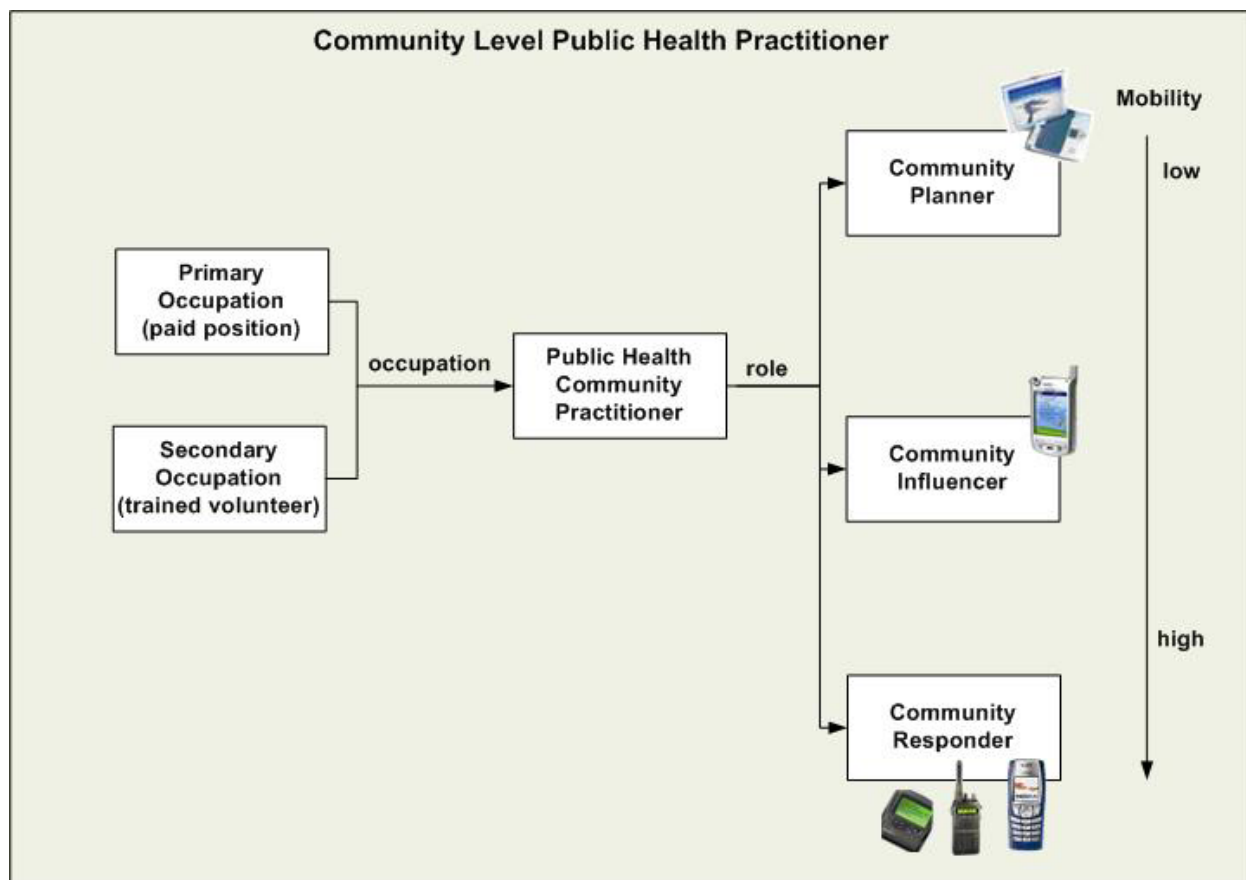 Community Level Public Health Practitioner
Mobility
low
Community
Planner
Primary
Occupation
(paid position)
occupation
Public Health
Community
Practitioner
role
Secondary
Occupation
(trained volunteer)
Community
Influencer
high
Community
Responder